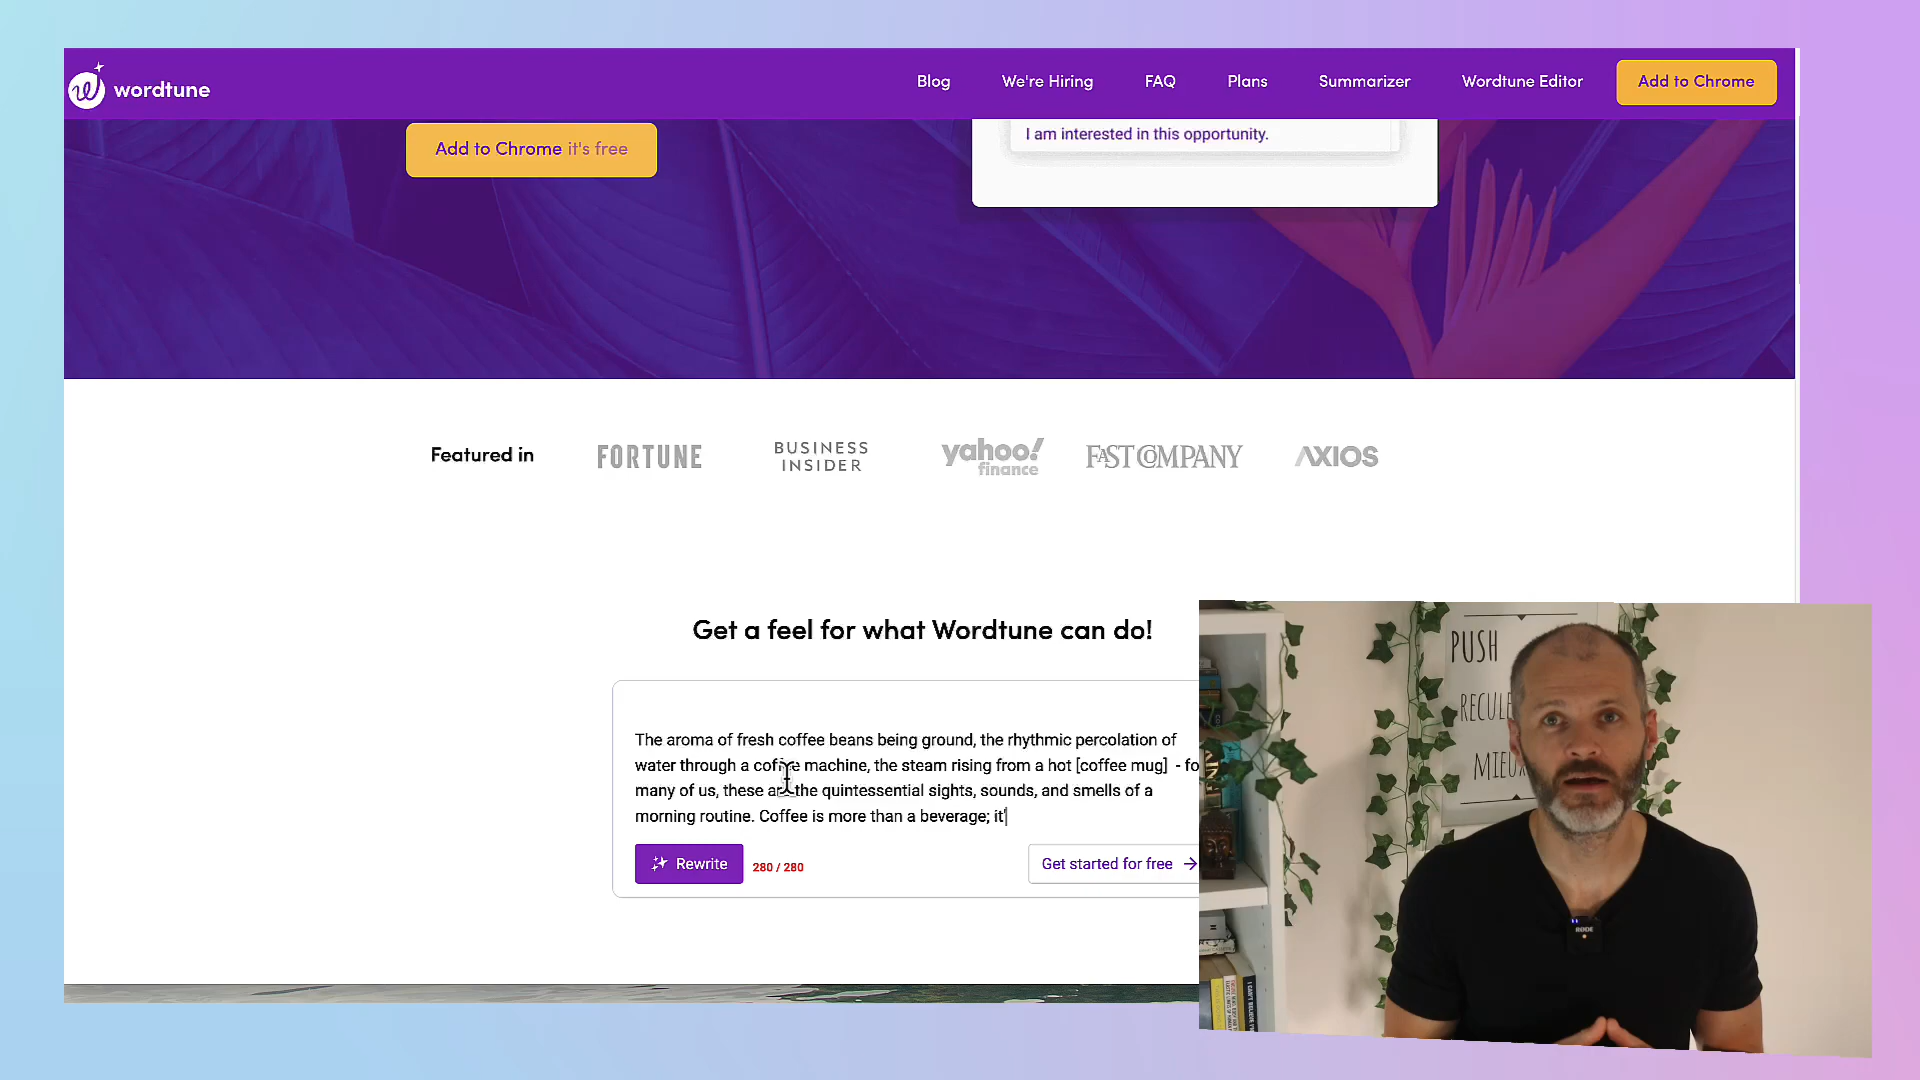 wordtune
Blog
We're Hiring
FAQ
Plans
Summarizer
Wordtune Editor
Add to Chrome
Add to Chrome it's free
I am interested in this opportunity.
Featured in
FORTUNE
BUSINESS
INSIDER
yahoo!
finance
FAST COMPANY
AXIOS
Get a feel for what Wordtune can do!
The aroma of fresh coffee beans being ground, the rhythmic percolation of
water through a coffee machine, the steam rising from a hot [coffee mug] - fo
many of us, these are the quintessential sights, sounds, and smells of a
morning routine. Coffee is more than a beverage; it'
Rewrite
280 / 280
Get started for free
PUSH
RECULE
MIEUX
RODE